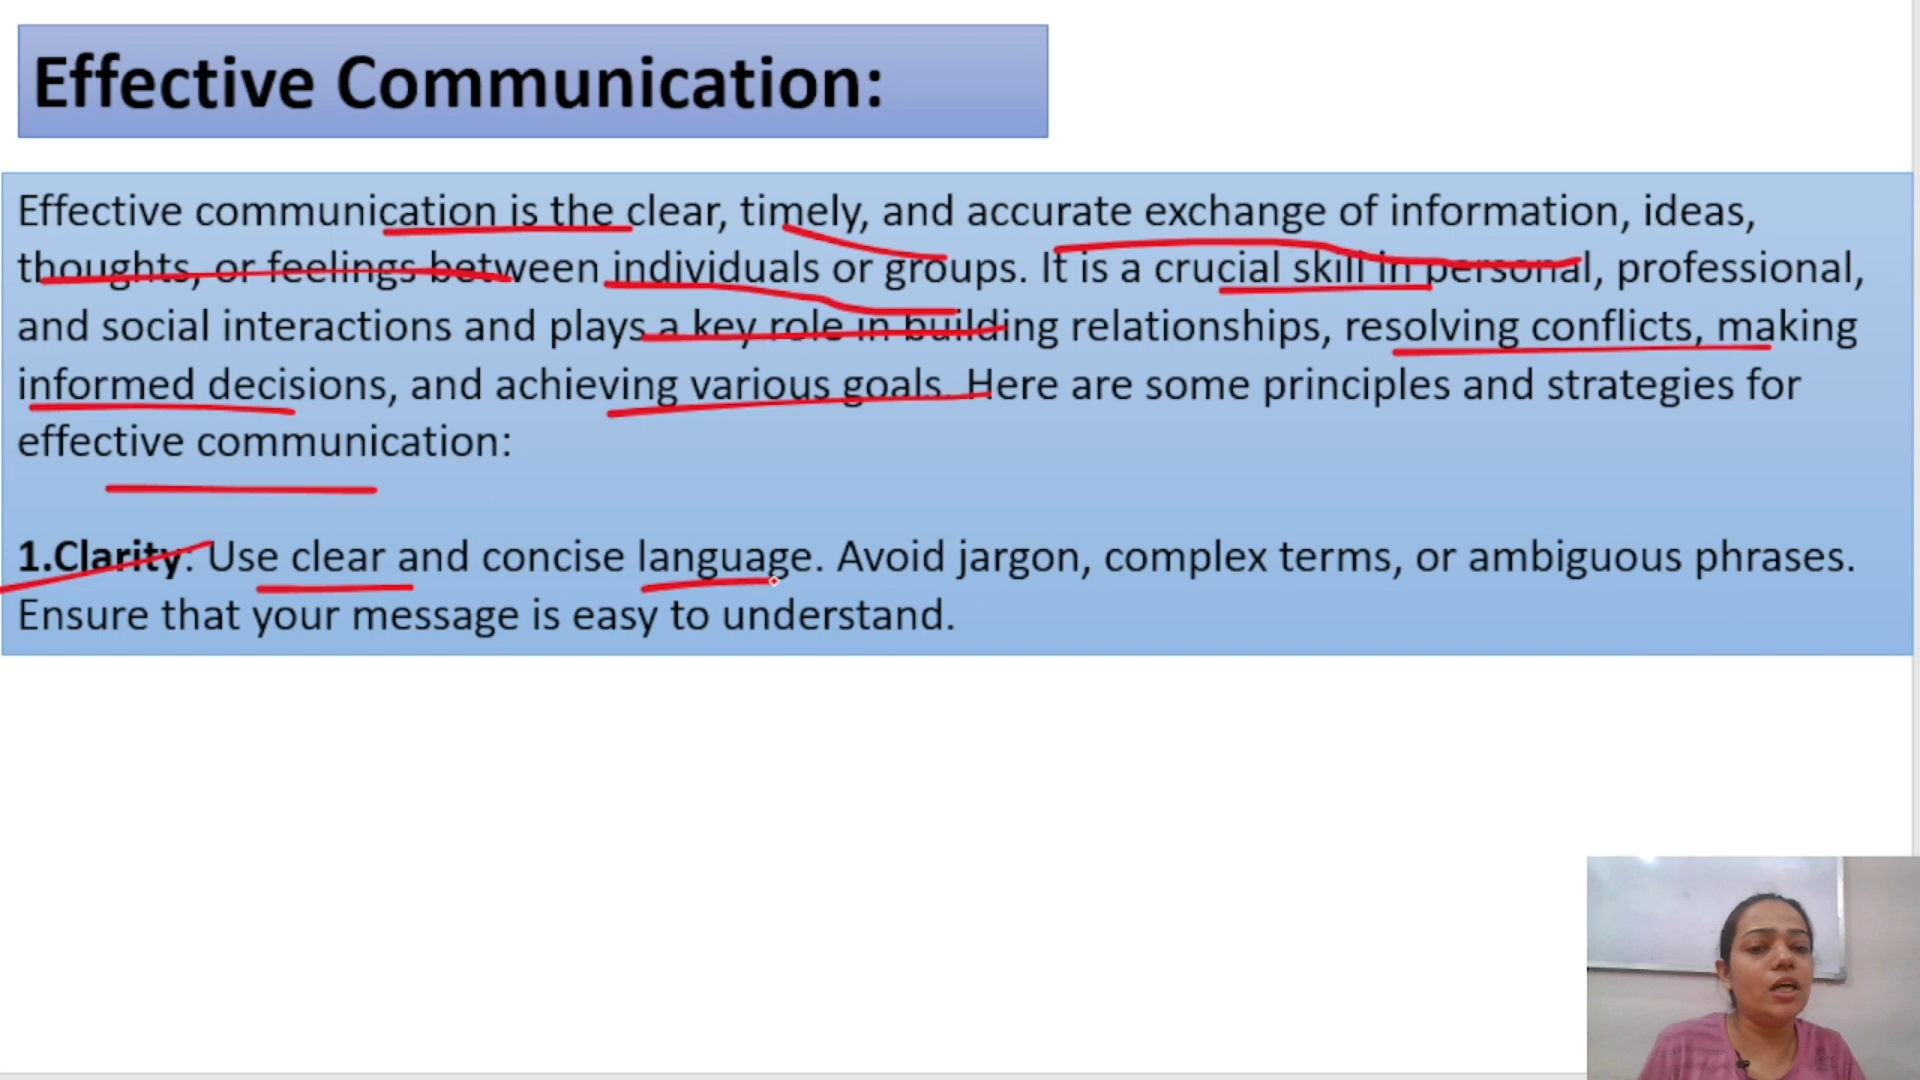 Effective Communication:
Effective communication is the clear, timely, and accurate exchange of information, ideas,
thoughts, or feelings between individuals or groups. It is a crucial skill in personal, professional,
and social interactions and plays a key role in building relationships, resolving conflicts, making
informed decisions, and achieving various goals. Here are some principles and strategies for
effective communication:
1.Clarity: Use clear and concise language. Avoid jargon, complex terms, or ambiguous phrases.
Ensure that your message is easy to understand.